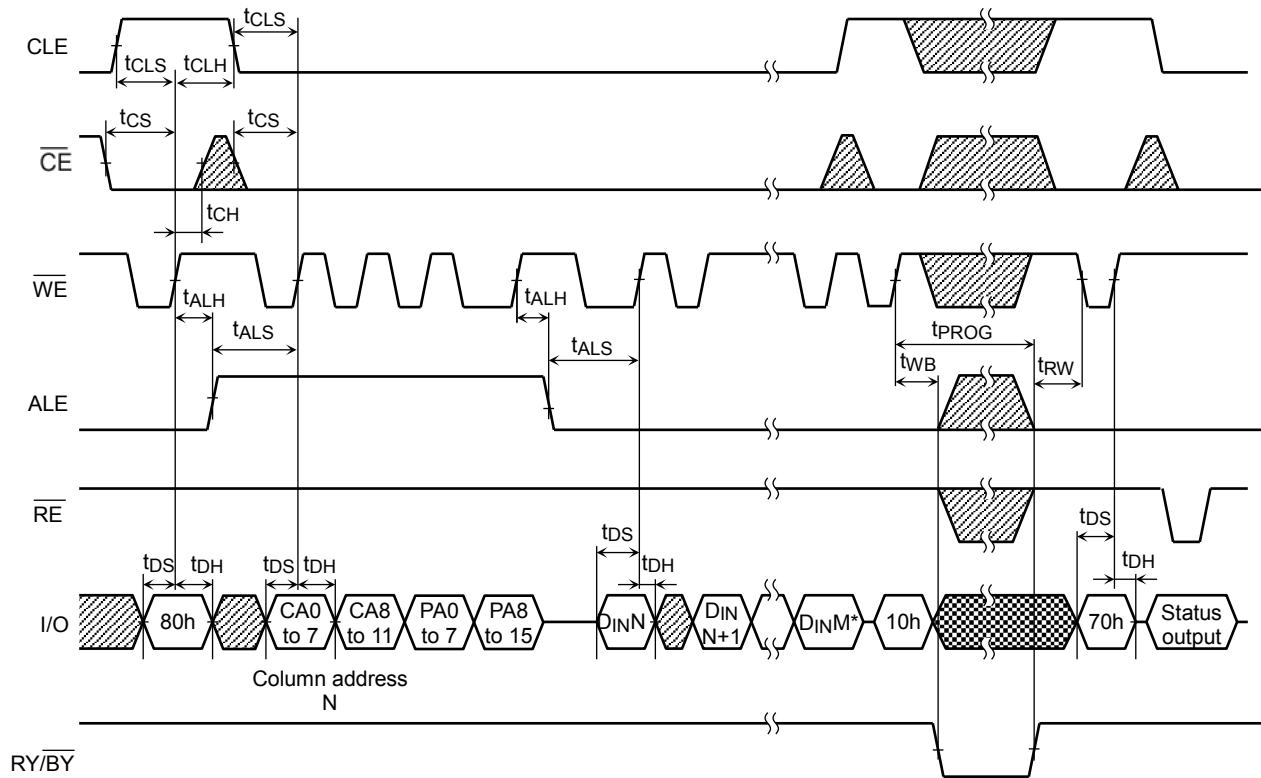 CLE
tCLS
tCLS
tCLH
CE
tCS
tCS
tCH
WE
tALH
tALS
tALH
tALS
tPROG
tWB
tRW
ALE
RE
tDS
tDH
tDS
tDH
tDS
tDH
tDS
tDH
I/O
80h
CA0
to 7
CA8
to 11
PA0
to 7
PA8
to 15
DINN
DIN
N+1
DINM*
10h
70h
Status
output
Column address
N
RY/BY